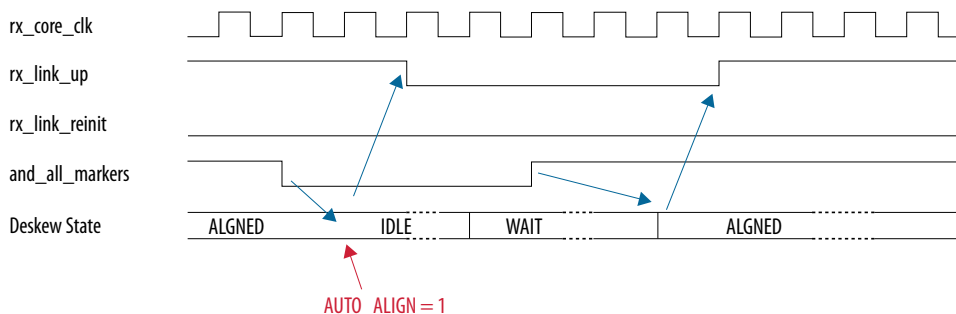 rx_core_clk
rx_link_up
rx_link_reinit
and_all_markers
Deskew State ALGNED IDLE WAIT ALGNED
AUTO ALIGN = 1